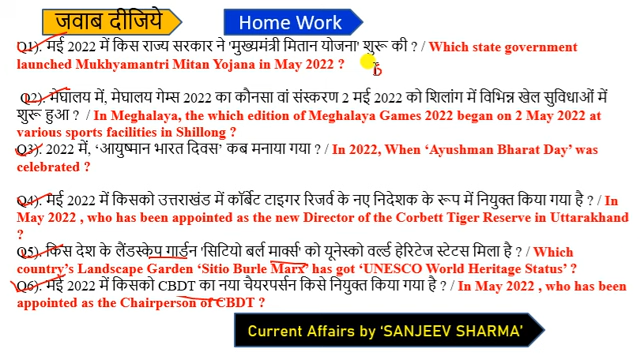 जवाब दीजिये
Home Work
Q1). मई 2022 में किस राज्य सरकार ने 'मुख्यमंत्री मितान योजना' शुरू की ? / Which state government
launched Mukhyamantri Mitan Yojana in May 2022 ?
Q2). मेघालय में, मेघालय गेम्स 2022 का कौनसा वां संस्करण 2 मई 2022 को शिलांग में विभिन्न खेल सुविधाओं में
शुरू हुआ ? / In Meghalaya, the which edition of Meghalaya Games 2022 began on 2 May 2022 at
various sports facilities in Shillong ?
Q3). 2022 में, ‘आयुष्मान भारत दिवस’ कब मनाया गया ? / In 2022, When ‘Ayushman Bharat Day’ was
celebrated ?
Q4). मई 2022 में किसको उत्तराखंड में कॉर्बेट टाइगर रिजर्व के नए निदेशक के रूप में नियुक्त किया गया है ? / In
May 2022 , who has been appointed as the new Director of the Corbett Tiger Reserve in Uttarakhand
?
Q5). किस देश के लैंडस्केप गार्डन 'सिटियो बर्ल मार्क्स' को यूनेस्को वर्ल्ड हेरिटेज स्टेटस मिला है ? / Which
country's Landscape Garden ‘Sitio Burle Marx’ has got ‘UNESCO World Heritage Status’ ?
Q6). मई 2022 में किसको CBDT का नया चैयरपर्सन किसे नियुक्त किया गया है ? / In May 2022 , who has been
appointed as the Chairperson of CBDT ?
Current Affairs by ‘SANJEEV SHARMA’